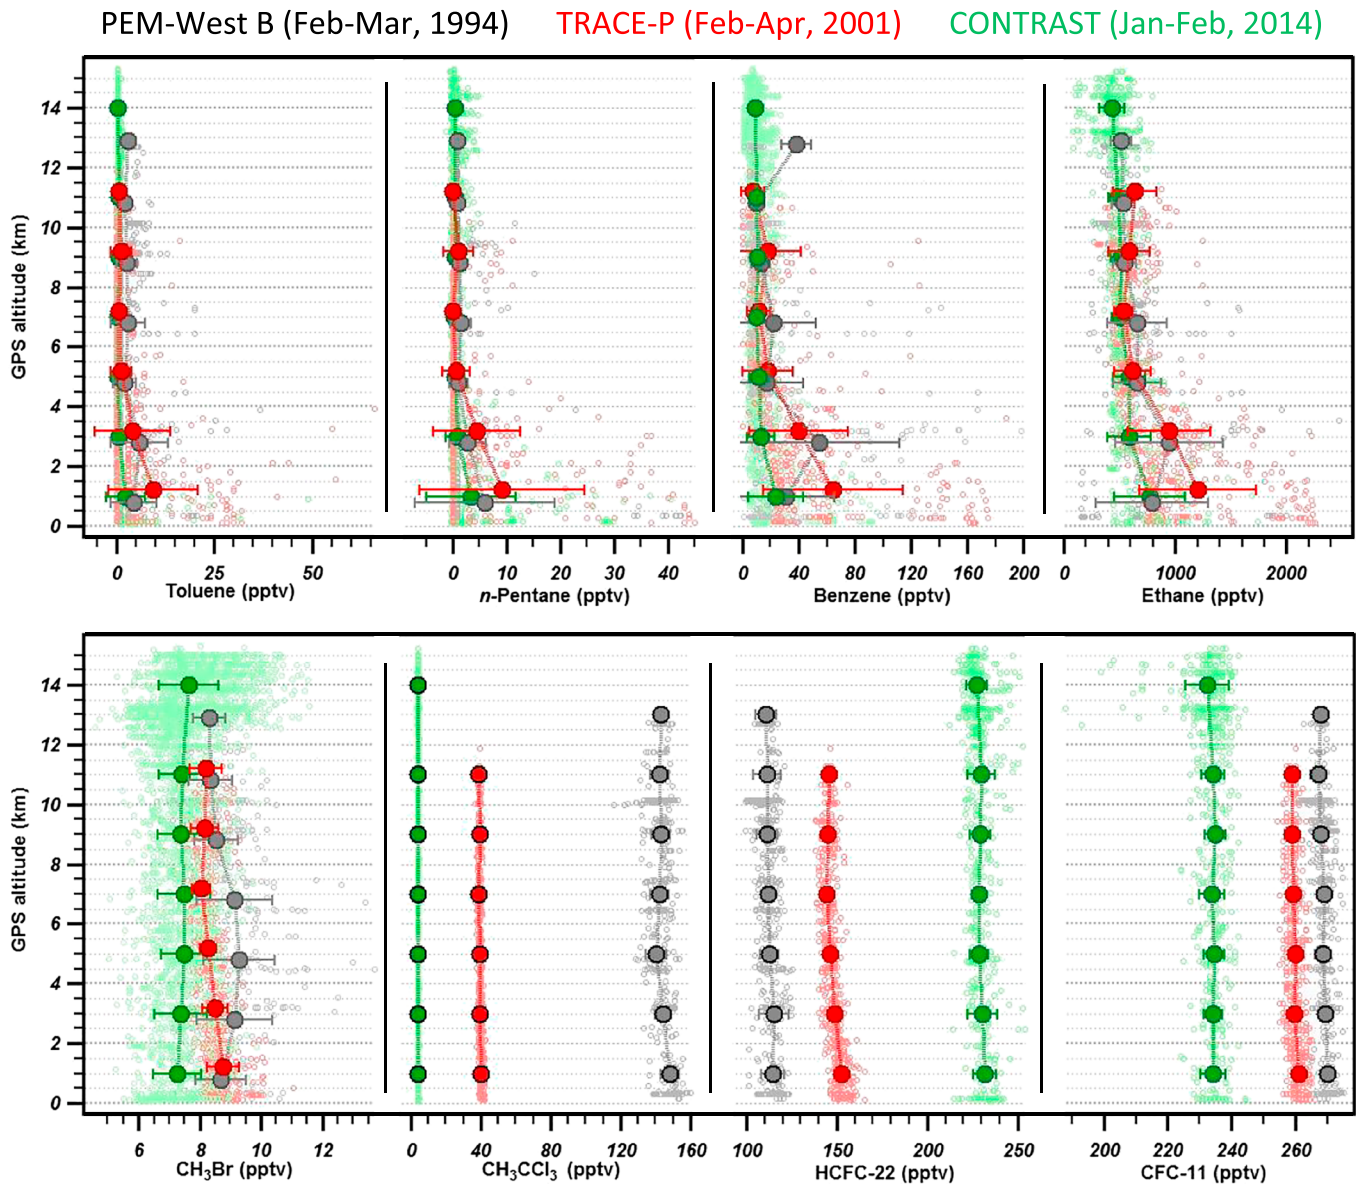 PEM-West B (Feb-Mar, 1994) TRACE-P (Feb-Apr, 2001) CONTRAST (Jan-Feb, 2014)
GPS altitude (km)
14
12
10
8
6
4
2
0
0 25 50 0 10 20 30 40 0 40 80 120 160 200 0 1000 2000
Toluene (pptv) n-Pentane (pptv) Benzene (pptv) Ethane (pptv)
GPS altitude (km)
14
12
10
8
6
4
2
0
6 8 10 12 0 40 80 120 160 100 150 200 250 200 220 240 260
CH3Br (pptv) CH3CCl3 (pptv) HCFC-22 (pptv) CFC-11 (pptv)